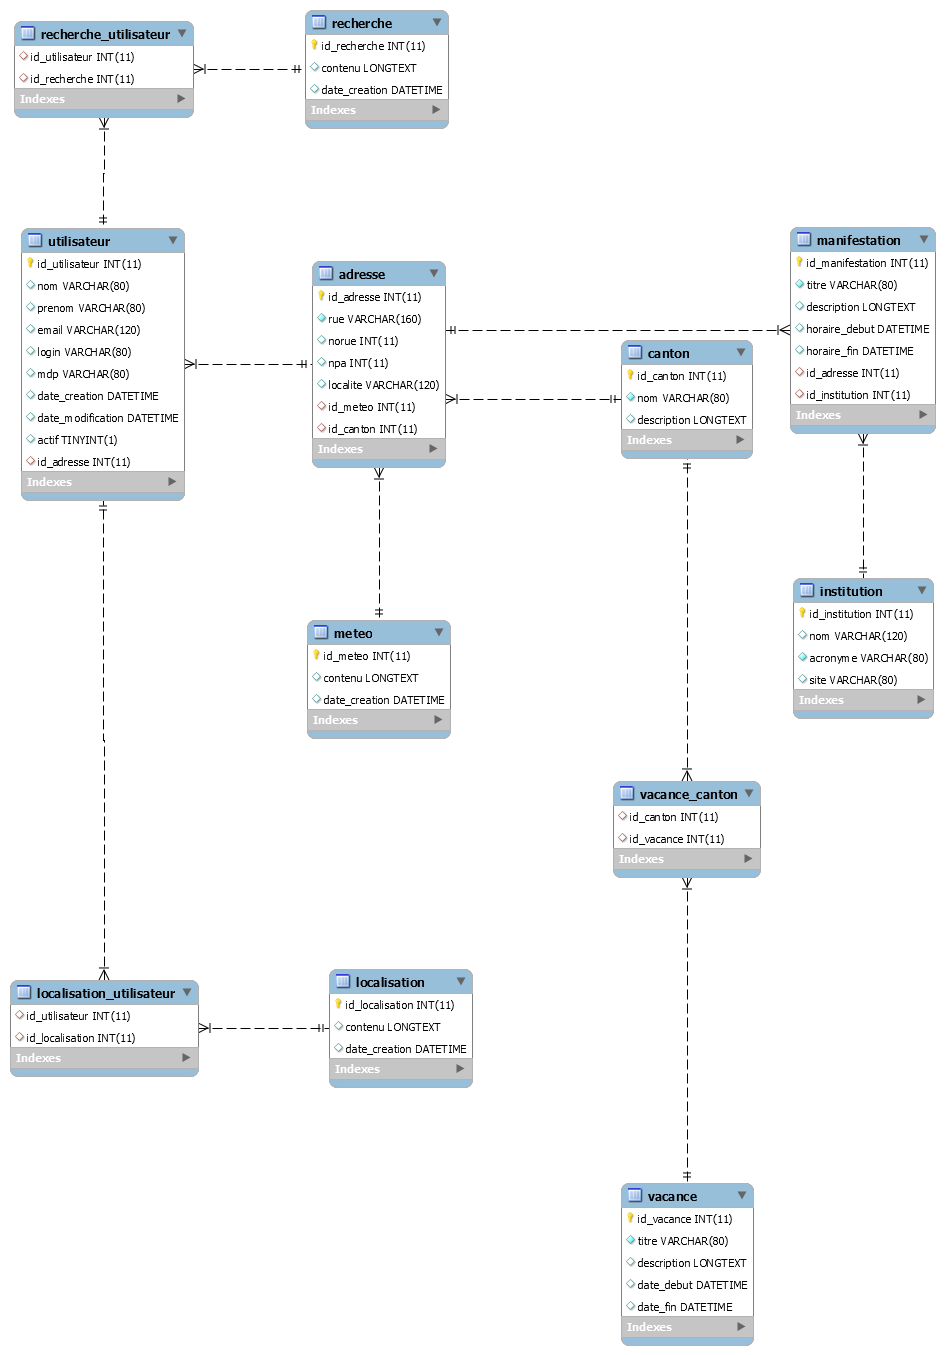 recherche_utilisateur
id_utilisateur INT(11)
id_recherche INT(11)
Indexes
recherche
id_recherche INT(11)
contenu LONGTEXT
date_creation DATETIME
Indexes
utilisateur
id_utilisateur INT(11)
nom VARCHAR(80)
prenom VARCHAR(80)
email VARCHAR(120)
login VARCHAR(80)
mdp VARCHAR(80)
date_creation DATETIME
date_modification DATETIME
actif TINYINT(1)
id_adresse INT(11)
Indexes
adresse
id_adresse INT(11)
rue VARCHAR(160)
norue INT(11)
npa INT(11)
localite VARCHAR(120)
id_meteo INT(11)
id_canton INT(11)
Indexes
canton
id_canton INT(11)
nom VARCHAR(80)
description LONGTEXT
Indexes
manifestation
id_manifestation INT(11)
titre VARCHAR(80)
description LONGTEXT
horaire_debut DATETIME
horaire_fin DATETIME
id_adresse INT(11)
id_institution INT(11)
Indexes
meteo
id_meteo INT(11)
contenu LONGTEXT
date_creation DATETIME
Indexes
institution
id_institution INT(11)
nom VARCHAR(120)
acronyme VARCHAR(80)
site VARCHAR(80)
Indexes
vacance_canton
id_canton INT(11)
id_vacance INT(11)
Indexes
localisation_utilisateur
id_utilisateur INT(11)
id_localisation INT(11)
Indexes
localisation
id_localisation INT(11)
contenu LONGTEXT
date_creation DATETIME
Indexes
vacance
id_vacance INT(11)
titre VARCHAR(80)
description LONGTEXT
date_debut DATETIME
date_fin DATETIME
Indexes